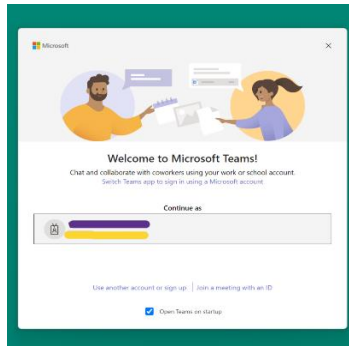 Microsoft
Welcome to Microsoft Teams!
Chat and collaborate with coworkers using your work or school account.
Switch Teams app to sign in using a Microsoft account
Continue as
Use another account or sign up | Join a meeting with an ID
Open Teams on startup